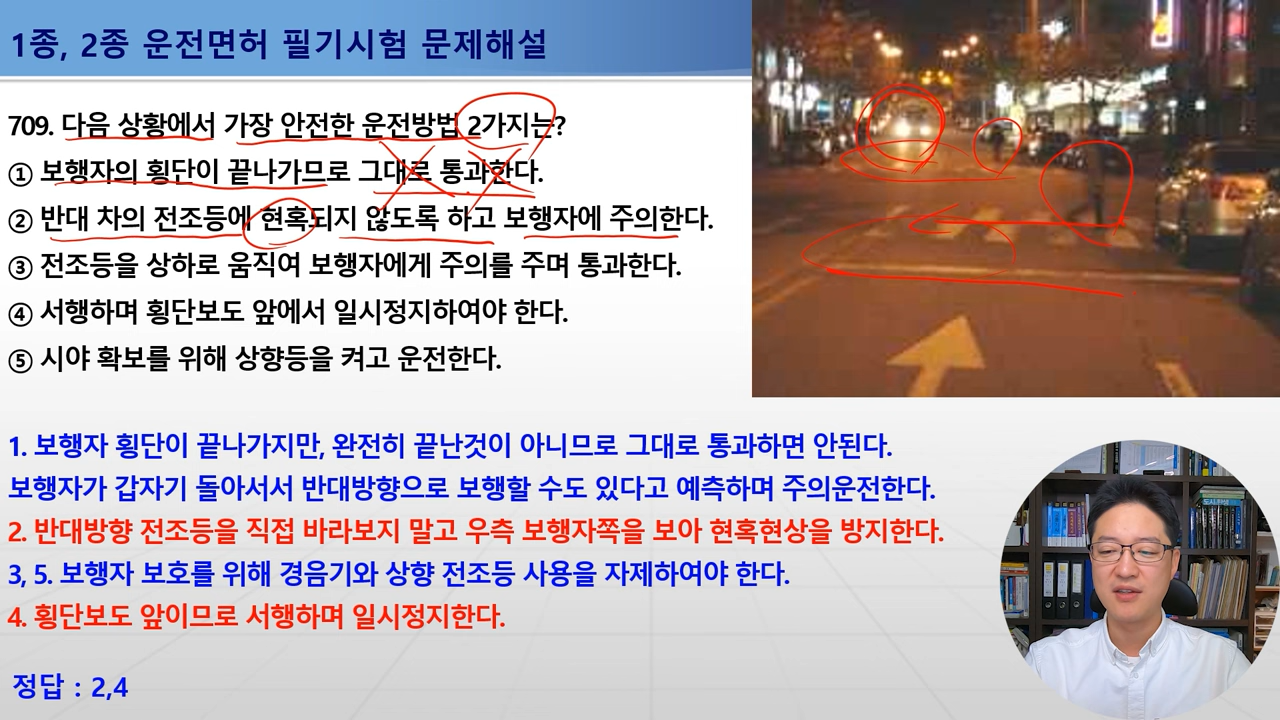 1종, 2종 운전면허 필기시험 문제해설
709. 다음 상황에서 가장 안전한 운전방법 2가지는?
① 보행자의 횡단이 끝나가므로 그대로 통과한다.
② 반대 차의 전조등에 현혹되지 않도록 하고 보행자에 주의한다.
③ 전조등을 상하로 움직여 보행자에게 주의를 주며 통과한다.
④ 서행하며 횡단보도 앞에서 일시정지하여야 한다.
⑤ 시야 확보를 위해 상향등을 켜고 운전한다.
1. 보행자 횡단이 끝나가지만, 완전히 끝난것이 아니므로 그대로 통과하면 안된다.
보행자가 갑자기 돌아서서 반대방향으로 보행할 수도 있다고 예측하며 주의운전한다.
2. 반대방향 전조등을 직접 바라보지 말고 우측 보행자쪽을 보아 현혹현상을 방지한다.
3, 5. 보행자 보호를 위해 경음기와 상향 전조등 사용을 자제하여야 한다.
4. 횡단보도 앞이므로 서행하며 일시정지한다.
정답 : 2,4